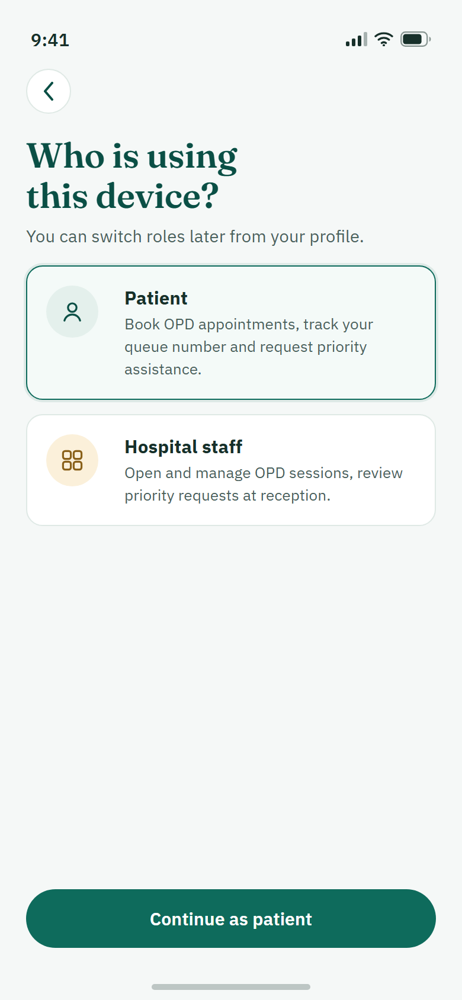 9:41
Who is using
this device?
You can switch roles later from your profile.
Patient
Book OPD appointments, track your
queue number and request priority
assistance.
Hospital staff
Open and manage OPD sessions, review
priority requests at reception.
Continue as patient